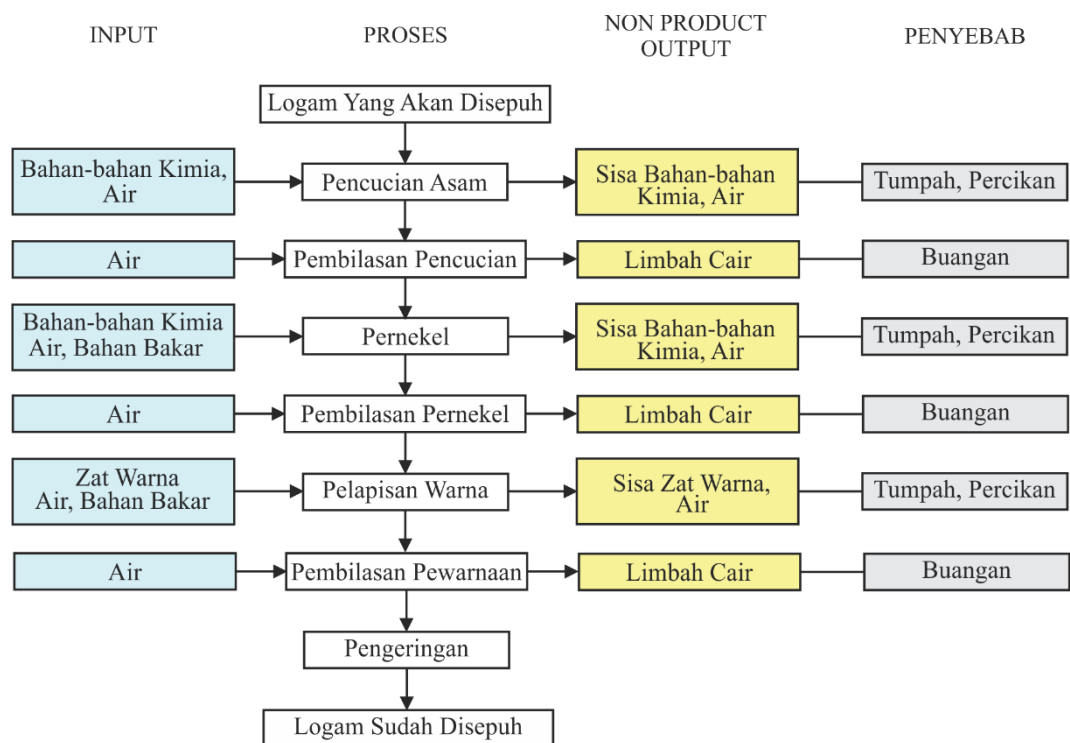 INPUT
PROSES
NON PRODUCT
OUTPUT
PENYEBAB
Logam Yang Akan Disepuh
Bahan-bahan Kimia,
Air
Pencucian Asam
Sisa Bahan-bahan
Kimia, Air
Tumpah, Percikan
Air
Pembilasan Pencucian
Limbah Cair
Buangan
Bahan-bahan Kimia
Air, Bahan Bakar
Pernekel
Sisa Bahan-bahan
Kimia, Air
Tumpah, Percikan
Air
Pembilasan Pernekel
Limbah Cair
Buangan
Zat Warna
Air, Bahan Bakar
Pelapisan Warna
Sisa Zat Warna,
Air
Tumpah, Percikan
Air
Pembilasan Pewarnaan
Limbah Cair
Buangan
Pengeringan
Logam Sudah Disepuh